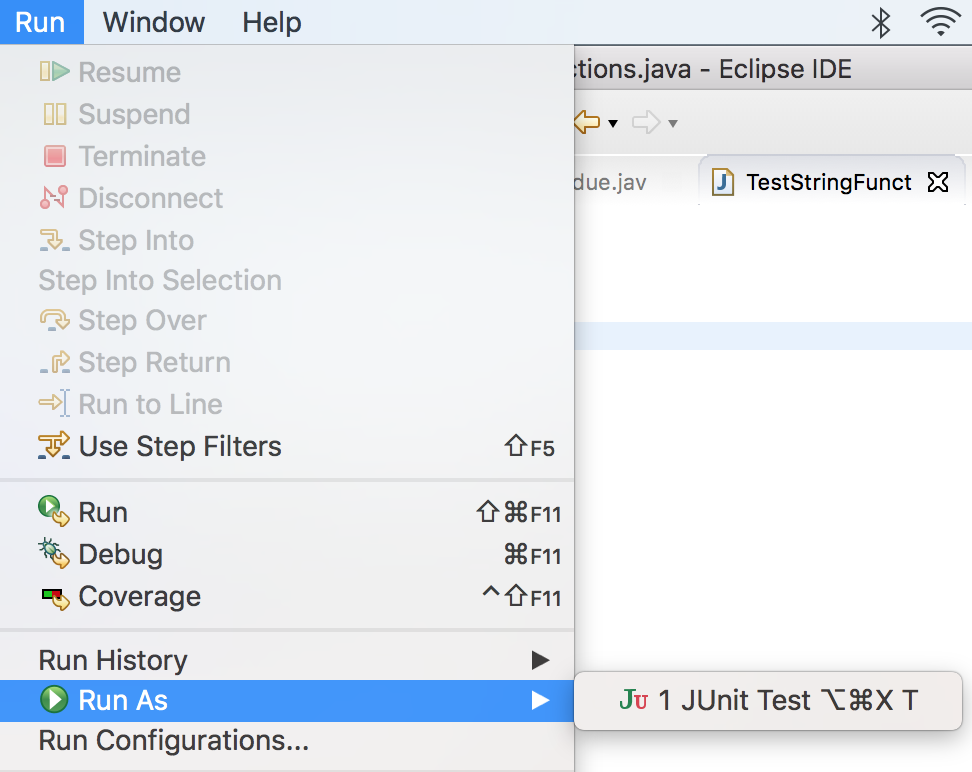 Run Window Help
ctions.java - Eclipse IDE
due.jav TestStringFunct
Resume
Suspend
Terminate
Disconnect
Step Into
Step Into Selection
Step Over
Step Return
Run to Line
Use Step Filters ⇧F5
Run ⇧⌘F11
Debug ⌘F11
Coverage ^⇧F11
Run History ▶
Run As ▶
Ju 1 JUnit Test ⌥⌘X T
Run Configurations...